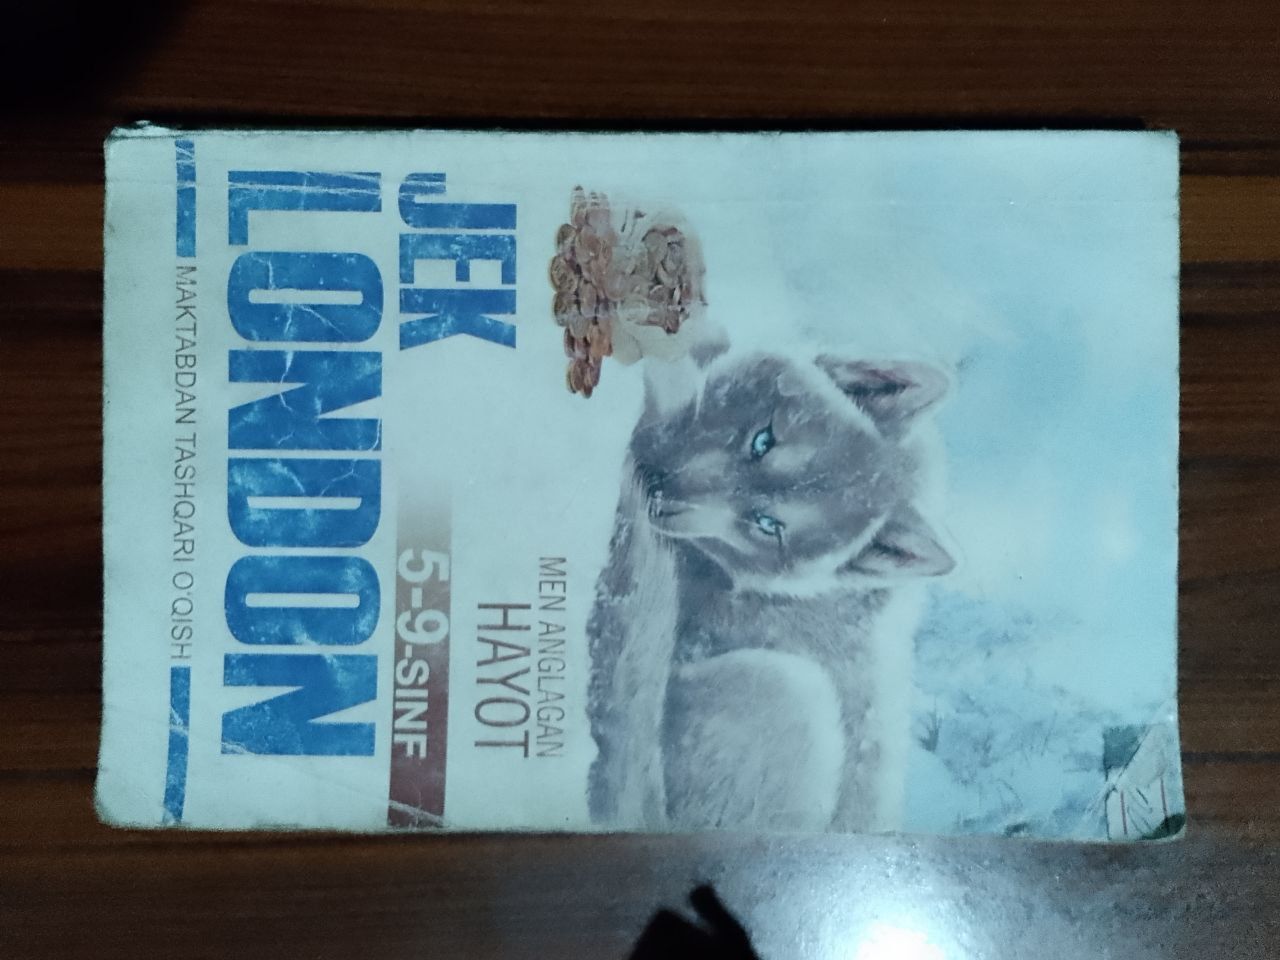 MAKTABDAN TASHQARI O'QISH
LONDON
JEK
5-9-SINF
HAYOT
MEN ANGLAGAN